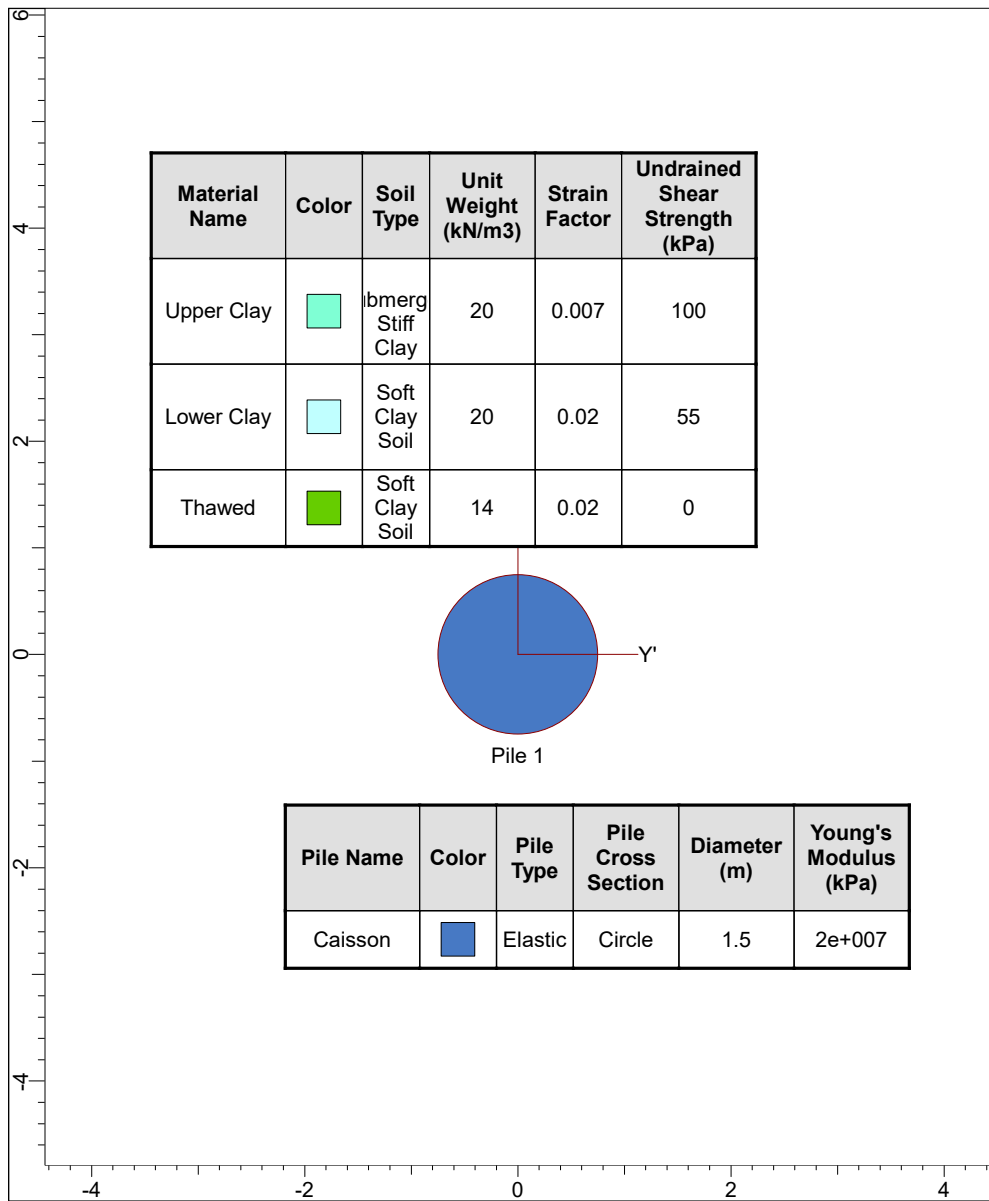 6
4
2
0
-2
-4
-4
-2
0
2
4
Material
Name
Color
Soil
Type
Unit
Weight
(kN/m3)
Strain
Factor
Undrained
Shear
Strength
(kPa)
Upper Clay
bmerg
Stiff
Clay
20
0.007
100
Lower Clay
Soft
Clay
Soil
20
0.02
55
Thawed
Soft
Clay
Soil
14
0.02
0
Y'
Pile 1
Pile Name
Color
Pile
Type
Pile
Cross
Section
Diameter
(m)
Young's
Modulus
(kPa)
Caisson
Elastic
Circle
1.5
2e+007